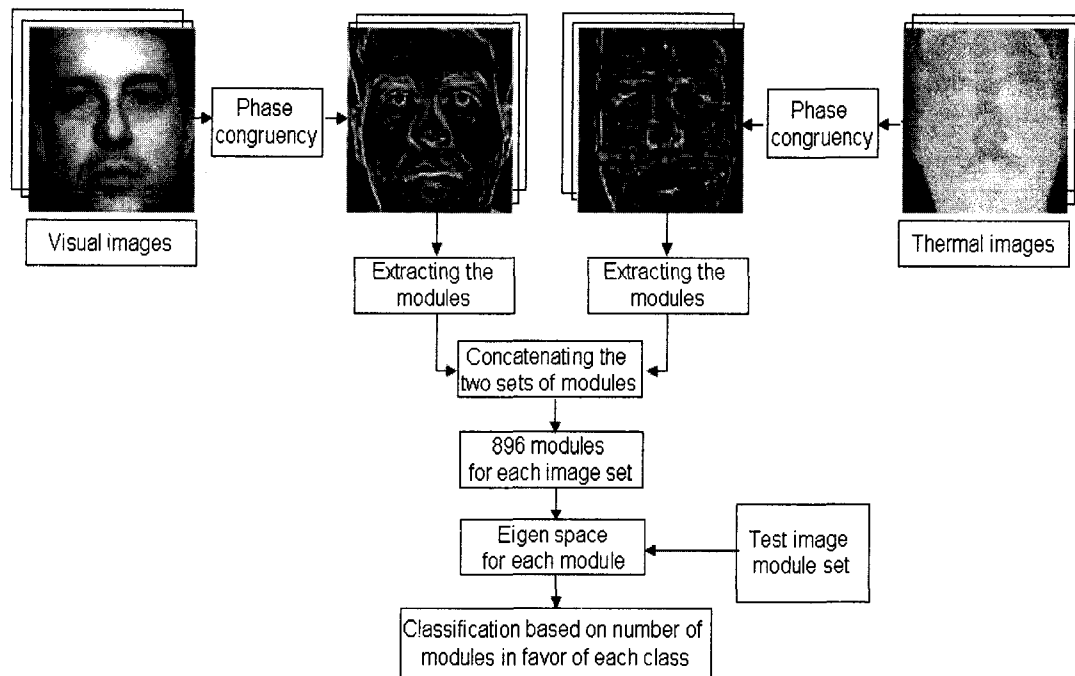 Phase
congruency
Phase
congruency
Visual images
Thermal images
Extracting the
modules
Extracting the
modules
Concatenating the
two sets of modules
896 modules
for each image set
Eigen space
for each module
Test image
module set
Classification based on number of
modules in favor of each class